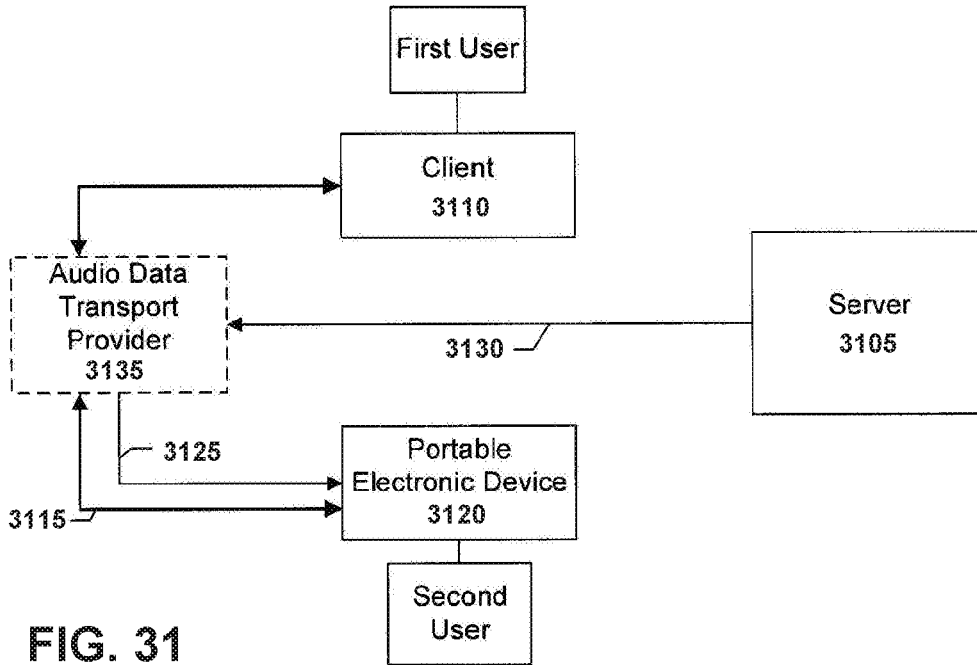 First User
Client
3110
Audio Data
Transport
Provider
3135
3130
Server
3105
3125
3115
Portable
Electronic Device
3120
Second
User
FIG. 31